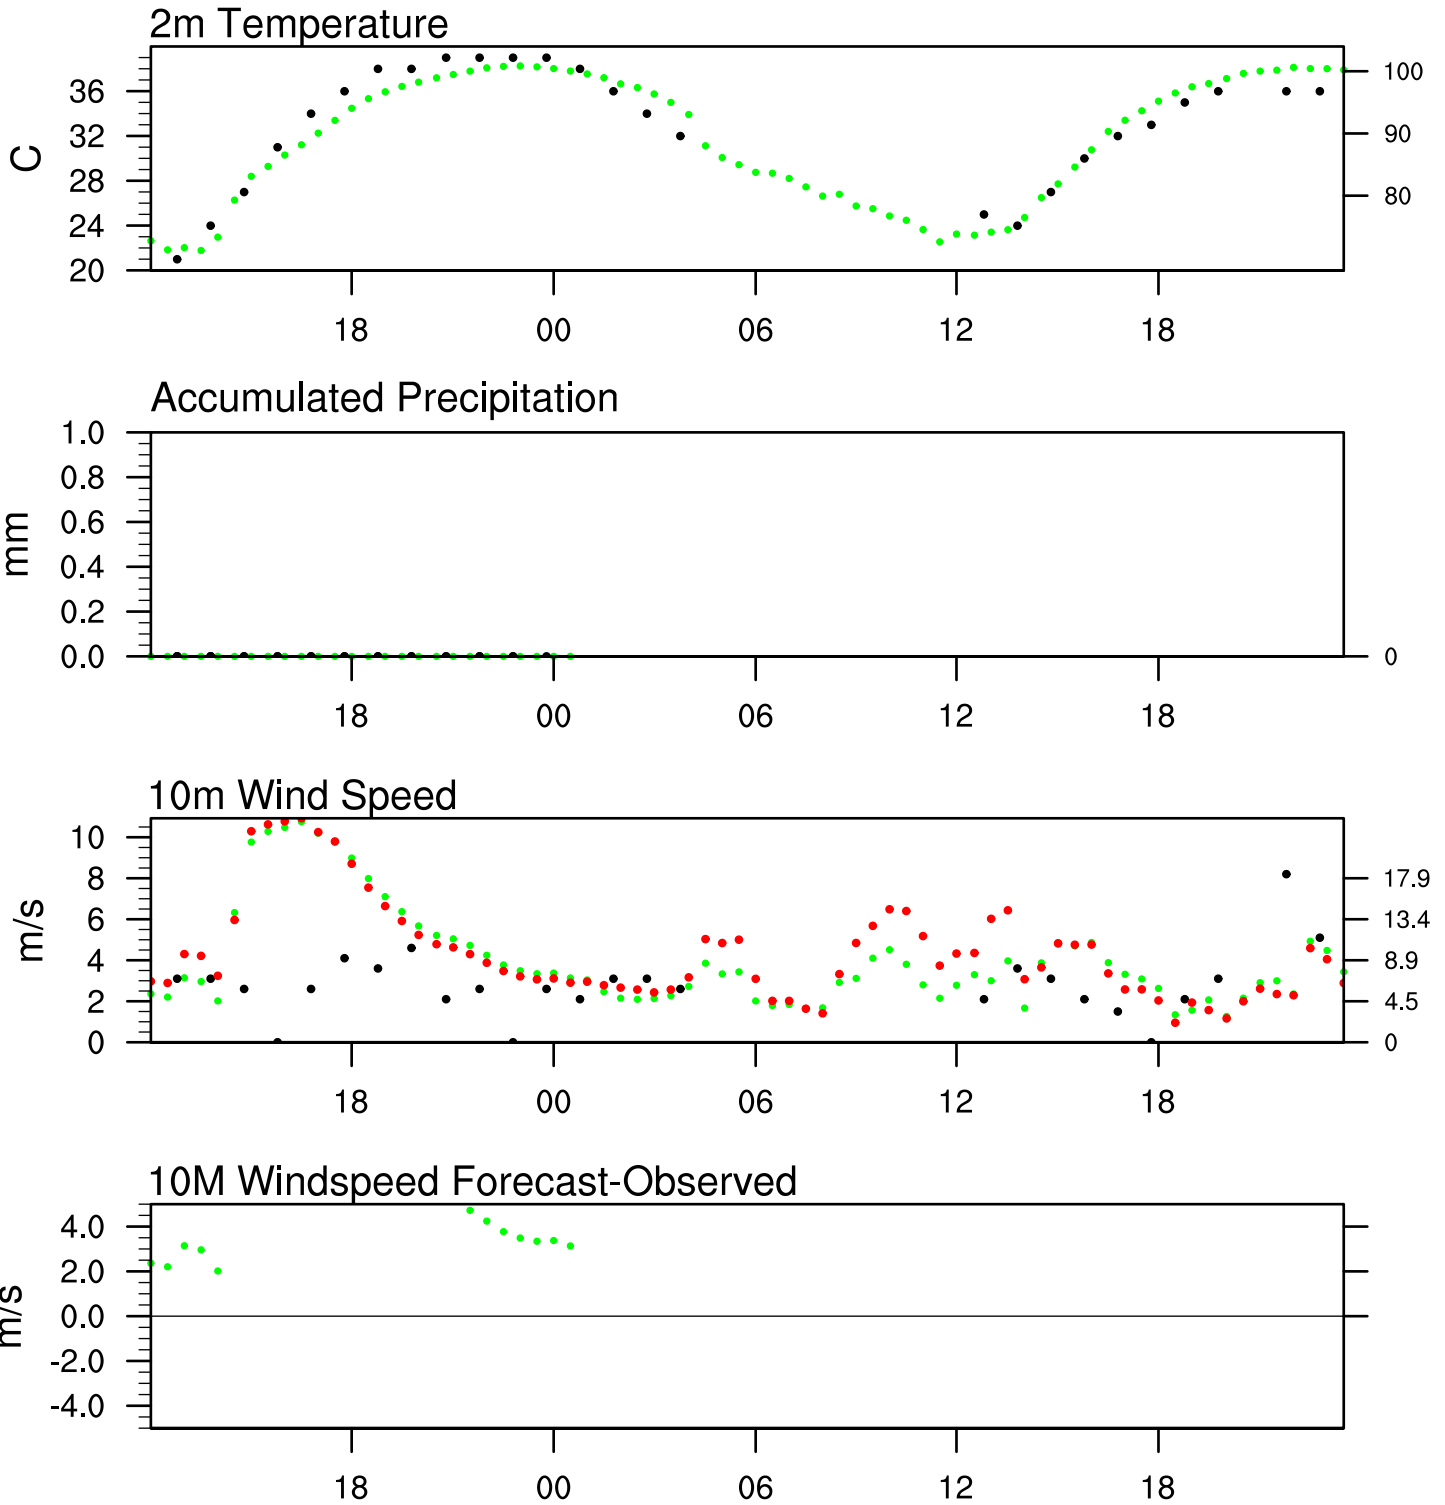 2m Temperature
36
32
28
24
20
C
100
90
80
18 00 06 12 18
Accumulated Precipitation
1.0
0.8
0.6
0.4
0.2
0.0
mm
0
18 00 06 12 18
10m Wind Speed
10
8
6
4
2
0
m/s
17.9
13.4
8.9
4.5
0
18 00 06 12 18
10M Windspeed Forecast-Observed
4.0
2.0
0.0
-2.0
-4.0
m/s
18 00 06 12 18